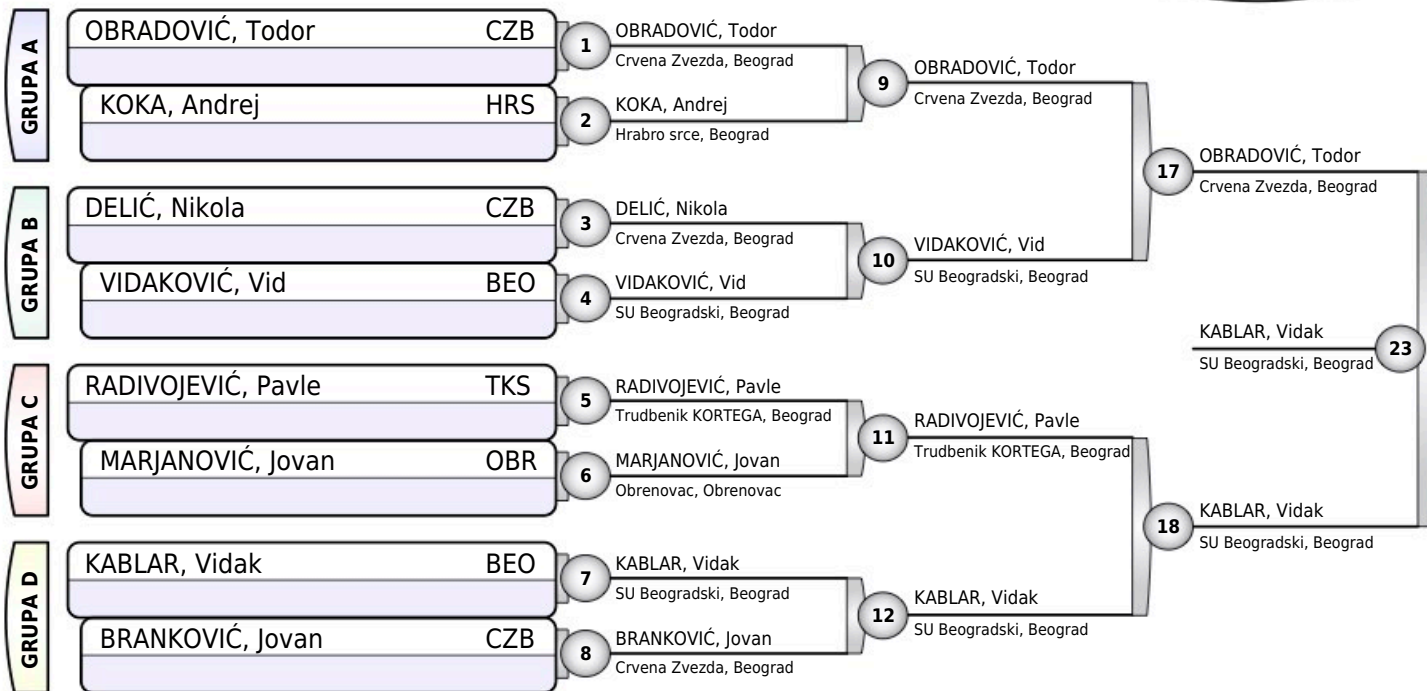 GRUPA A
OBRADOVIĆ, Todor CZB
KOKA, Andrej HRS
GRUPA B
DELIĆ, Nikola CZB
VIDAKOVIĆ, Vid BEO
GRUPA C
RADIVOJEVIĆ, Pavle TKS
MARJANOVIĆ, Jovan OBR
GRUPA D
KABLAR, Vidak BEO
BRANKOVIĆ, Jovan CZB
1
OBRADOVIĆ, Todor
Crvena Zvezda, Beograd
2
KOKA, Andrej
Hrabro srce, Beograd
3
DELIĆ, Nikola
Crvena Zvezda, Beograd
4
VIDAKOVIĆ, Vid
SU Beogradski, Beograd
5
RADIVOJEVIĆ, Pavle
Trudbenik KORTEGA, Beograd
6
MARJANOVIĆ, Jovan
Obrenovac, Obrenovac
7
KABLAR, Vidak
SU Beogradski, Beograd
8
BRANKOVIĆ, Jovan
Crvena Zvezda, Beograd
9
OBRADOVIĆ, Todor
Crvena Zvezda, Beograd
10
VIDAKOVIĆ, Vid
SU Beogradski, Beograd
11
RADIVOJEVIĆ, Pavle
Trudbenik KORTEGA, Beograd
12
KABLAR, Vidak
SU Beogradski, Beograd
17
OBRADOVIĆ, Todor
Crvena Zvezda, Beograd
18
KABLAR, Vidak
SU Beogradski, Beograd
KABLAR, Vidak
SU Beogradski, Beograd
23